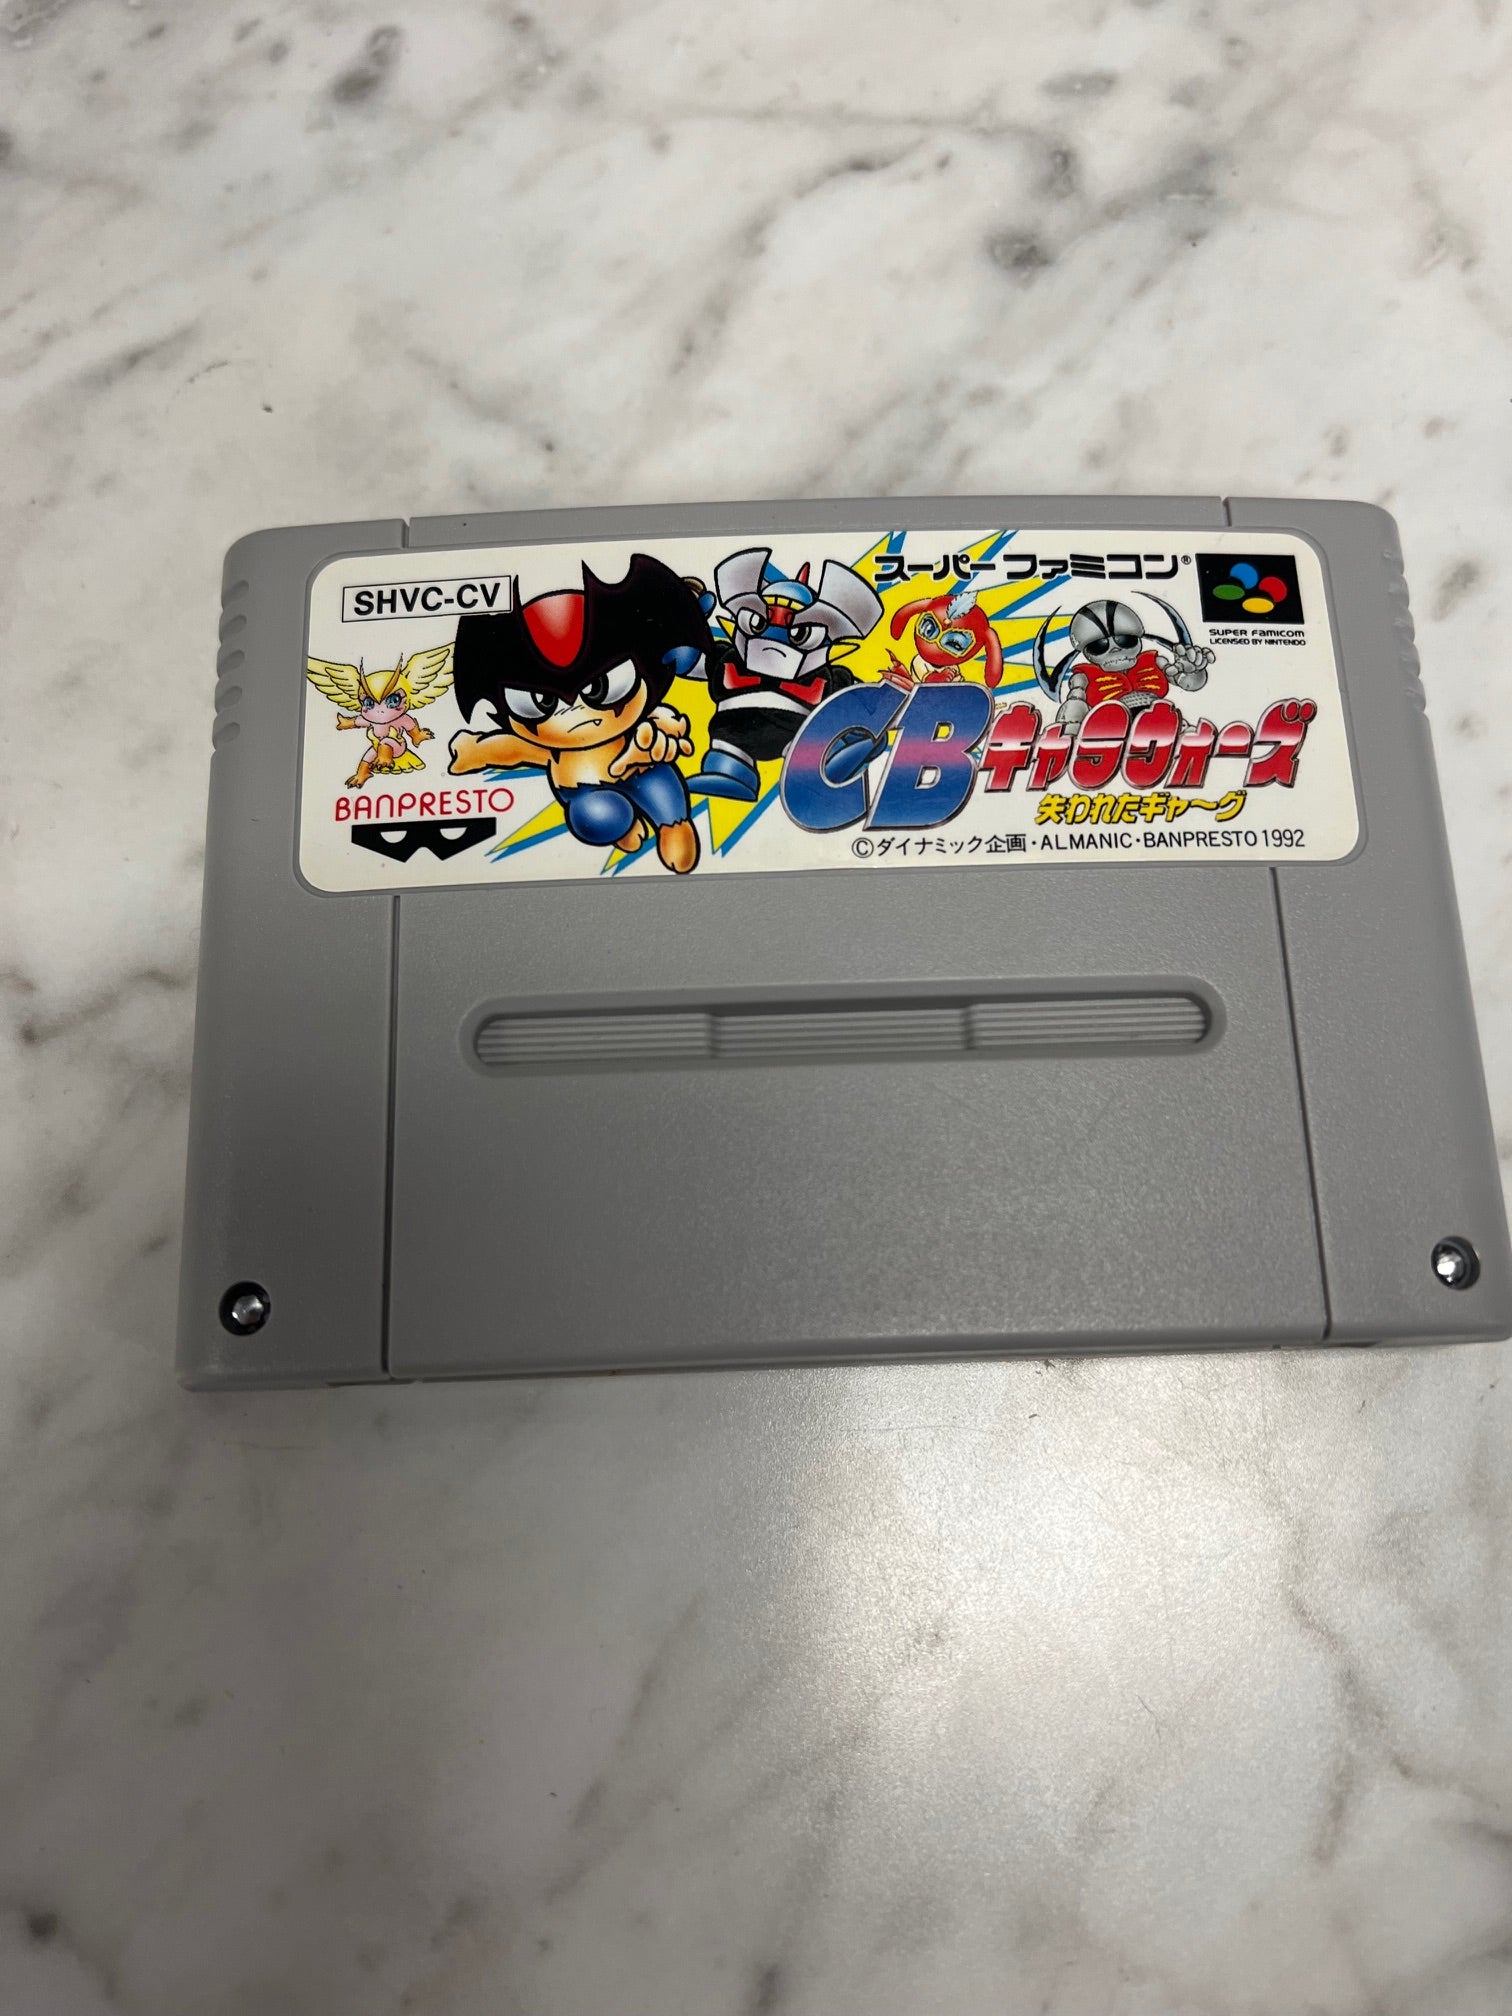 SHVC-CV
スーパーファミコン®
SUPER FAMICOM
LICENSED BY NINTENDO
CBキャラウォーズ
失われたギャ〜グ
BANPRESTO
©ダイナミック企画・ALMANIC・BANPRESTO 1992